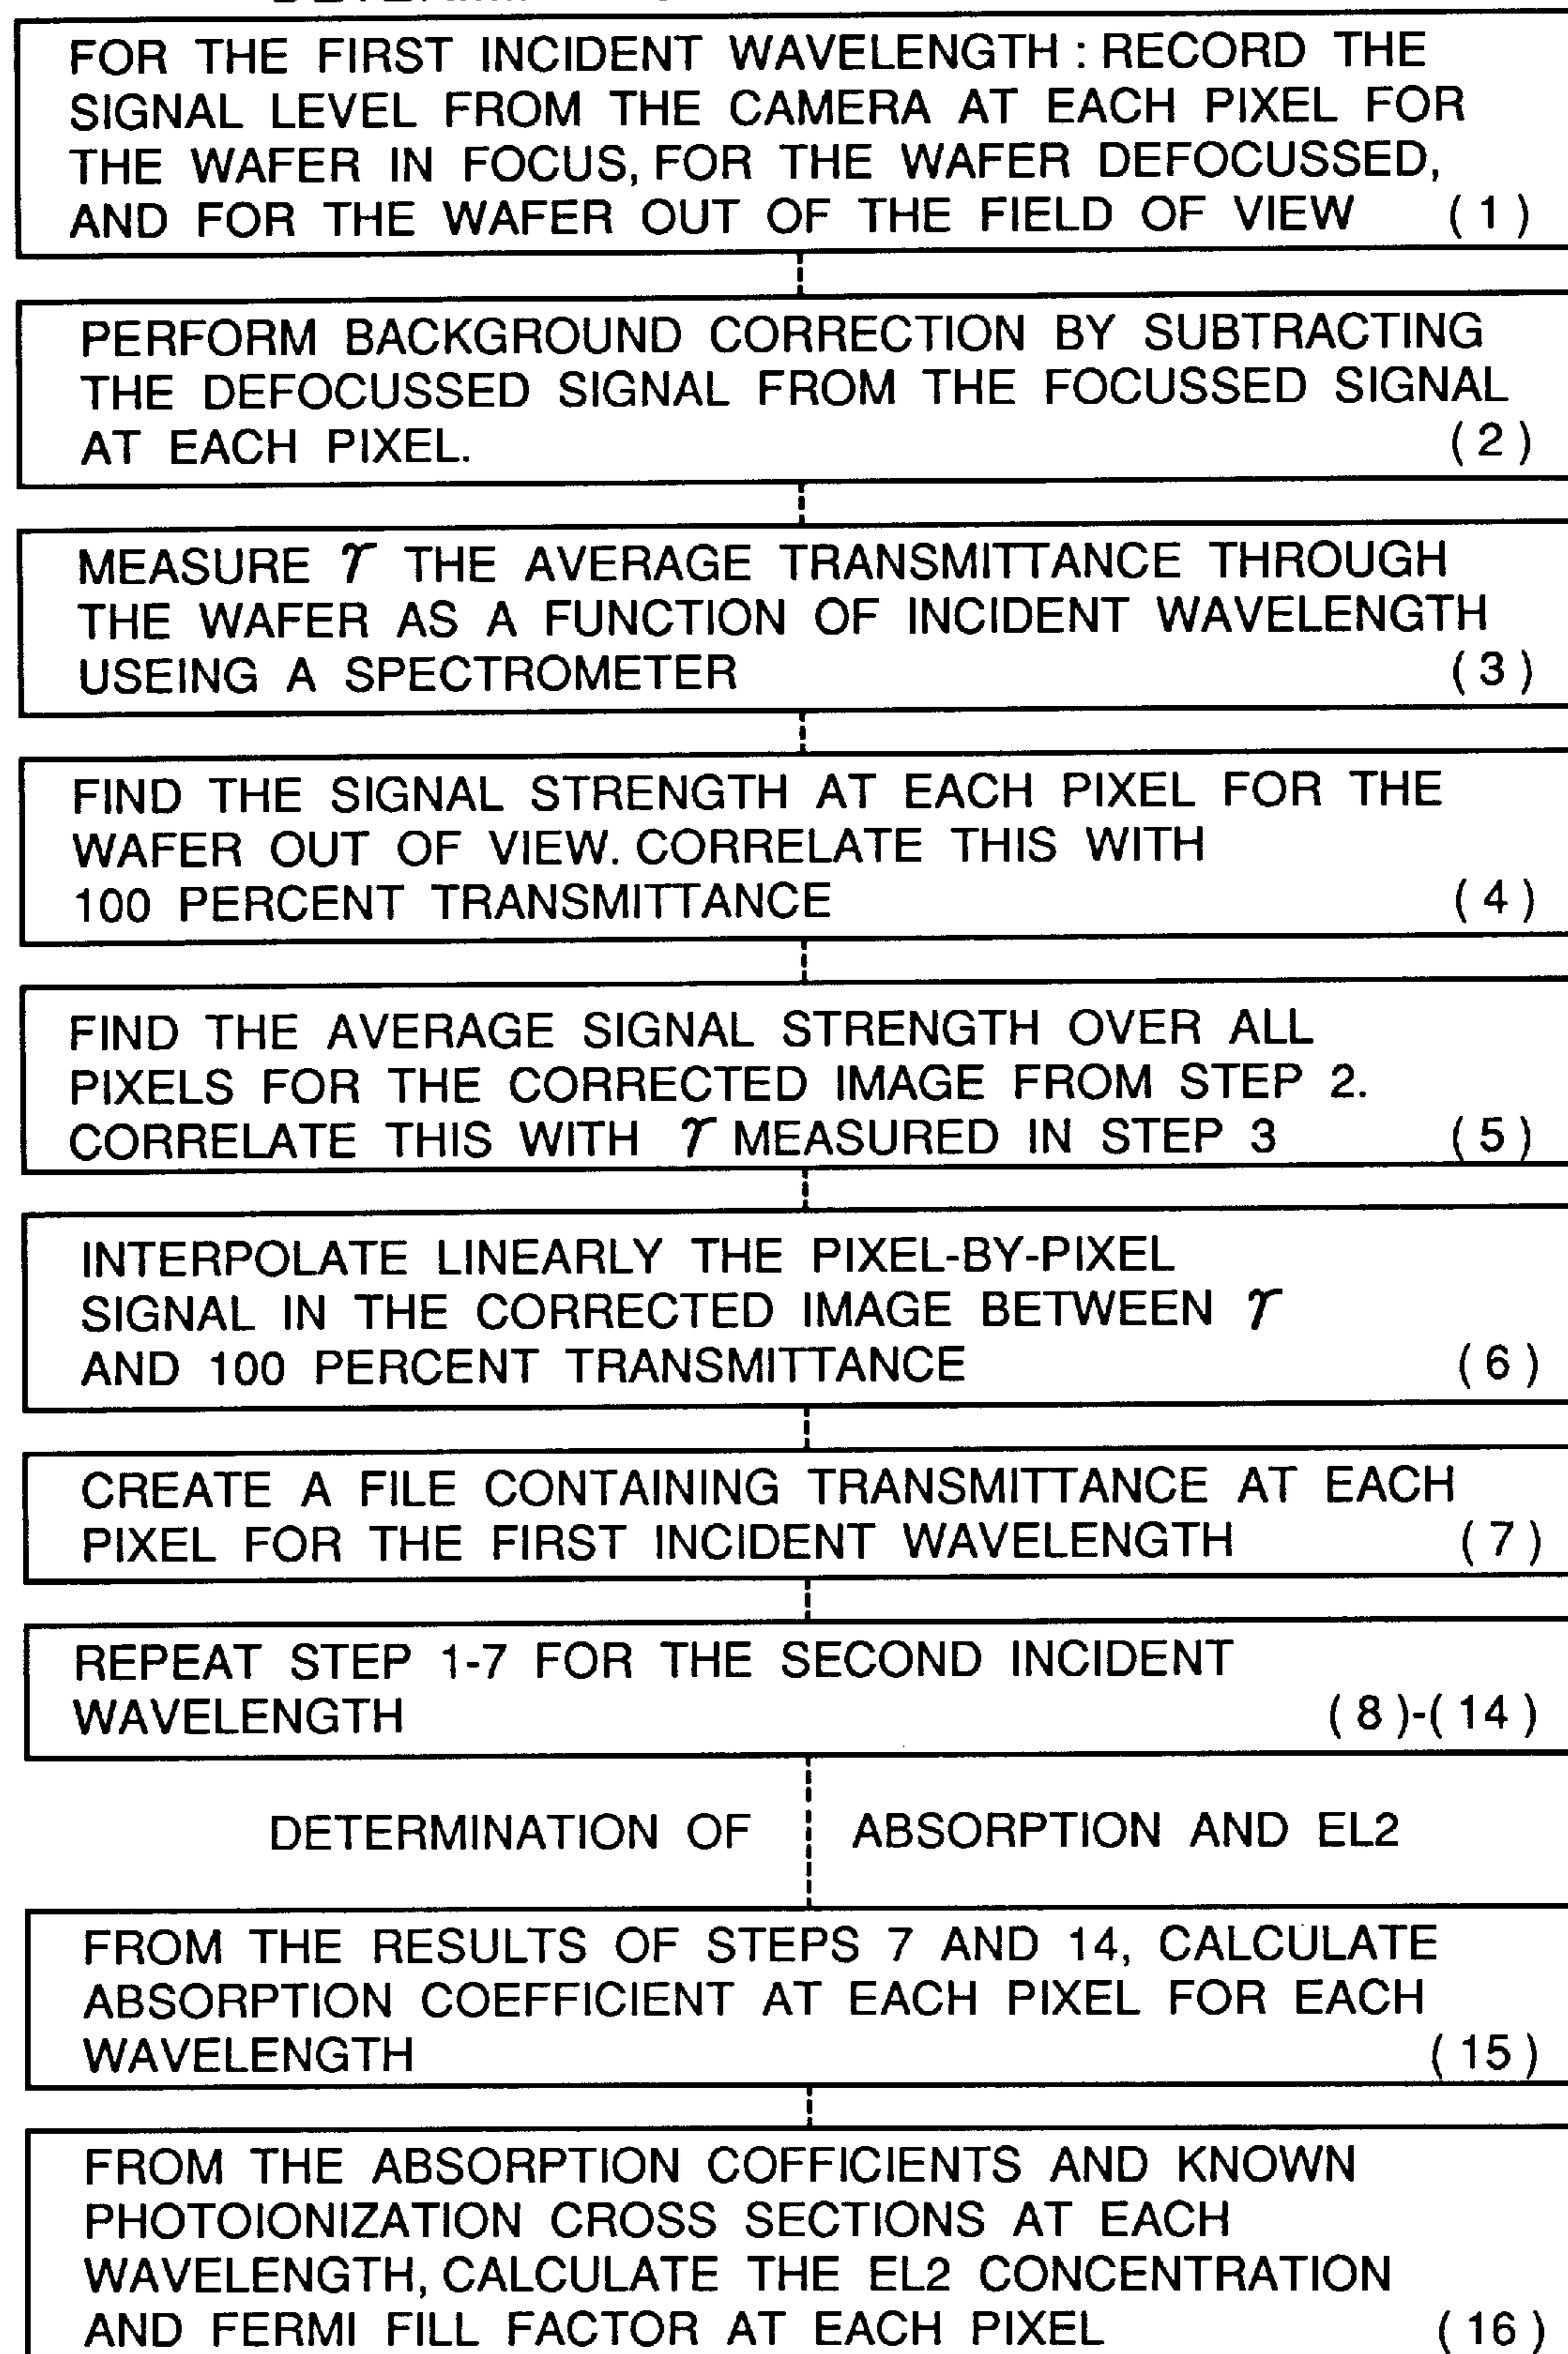 FOR THE FIRST INCIDENT WAVELENGTH : RECORD THE
SIGNAL LEVEL FROM THE CAMERA AT EACH PIXEL FOR
THE WAFER IN FOCUS, FOR THE WAFER DEFOCUSSED,
AND FOR THE WAFER OUT OF THE FIELD OF VIEW (1)
PERFORM BACKGROUND CORRECTION BY SUBTRACTING
THE DEFOCUSSED SIGNAL FROM THE FOCUSSED SIGNAL
AT EACH PIXEL. (2)
MEASURE 𝜏 THE AVERAGE TRANSMITTANCE THROUGH
THE WAFER AS A FUNCTION OF INCIDENT WAVELENGTH
USEING A SPECTROMETER (3)
FIND THE SIGNAL STRENGTH AT EACH PIXEL FOR THE
WAFER OUT OF VIEW. CORRELATE THIS WITH
100 PERCENT TRANSMITTANCE (4)
FIND THE AVERAGE SIGNAL STRENGTH OVER ALL
PIXELS FOR THE CORRECTED IMAGE FROM STEP 2.
CORRELATE THIS WITH 𝜏 MEASURED IN STEP 3 (5)
INTERPOLATE LINEARLY THE PIXEL-BY-PIXEL
SIGNAL IN THE CORRECTED IMAGE BETWEEN 𝜏
AND 100 PERCENT TRANSMITTANCE (6)
CREATE A FILE CONTAINING TRANSMITTANCE AT EACH
PIXEL FOR THE FIRST INCIDENT WAVELENGTH (7)
REPEAT STEP 1-7 FOR THE SECOND INCIDENT
WAVELENGTH (8)-(14)
DETERMINATION OF ABSORPTION AND EL2
FROM THE RESULTS OF STEPS 7 AND 14, CALCULATE
ABSORPTION COEFFICIENT AT EACH PIXEL FOR EACH
WAVELENGTH (15)
FROM THE ABSORPTION COFFICIENTS AND KNOWN
PHOTOIONIZATION CROSS SECTIONS AT EACH
WAVELENGTH, CALCULATE THE EL2 CONCENTRATION
AND FERMI FILL FACTOR AT EACH PIXEL (16)